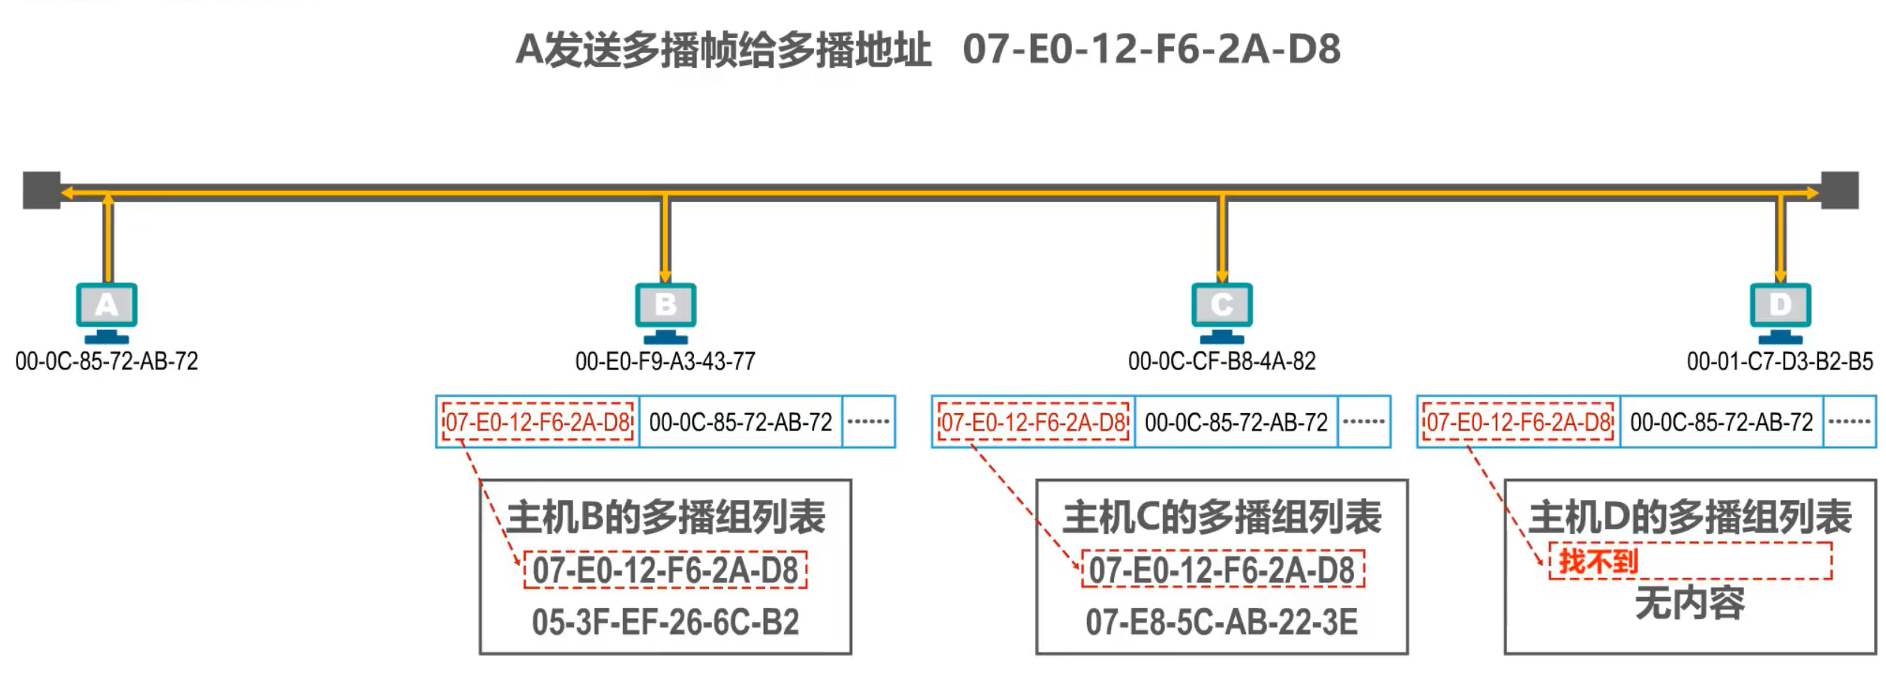 A发送多播帧给多播地址 07-E0-12-F6-2A-D8
A
B
C
D
00-0C-85-72-AB-72
00-E0-F9-A3-43-77
00-0C-CF-B8-4A-82
00-01-C7-D3-B2-B5
07-E0-12-F6-2A-D8 00-0C-85-72-AB-72 ······
07-E0-12-F6-2A-D8 00-0C-85-72-AB-72 ······
07-E0-12-F6-2A-D8 00-0C-85-72-AB-72 ······
主机B的多播组列表
07-E0-12-F6-2A-D8
05-3F-EF-26-6C-B2
主机C的多播组列表
07-E0-12-F6-2A-D8
07-E8-5C-AB-22-3E
主机D的多播组列表
找不到
无内容